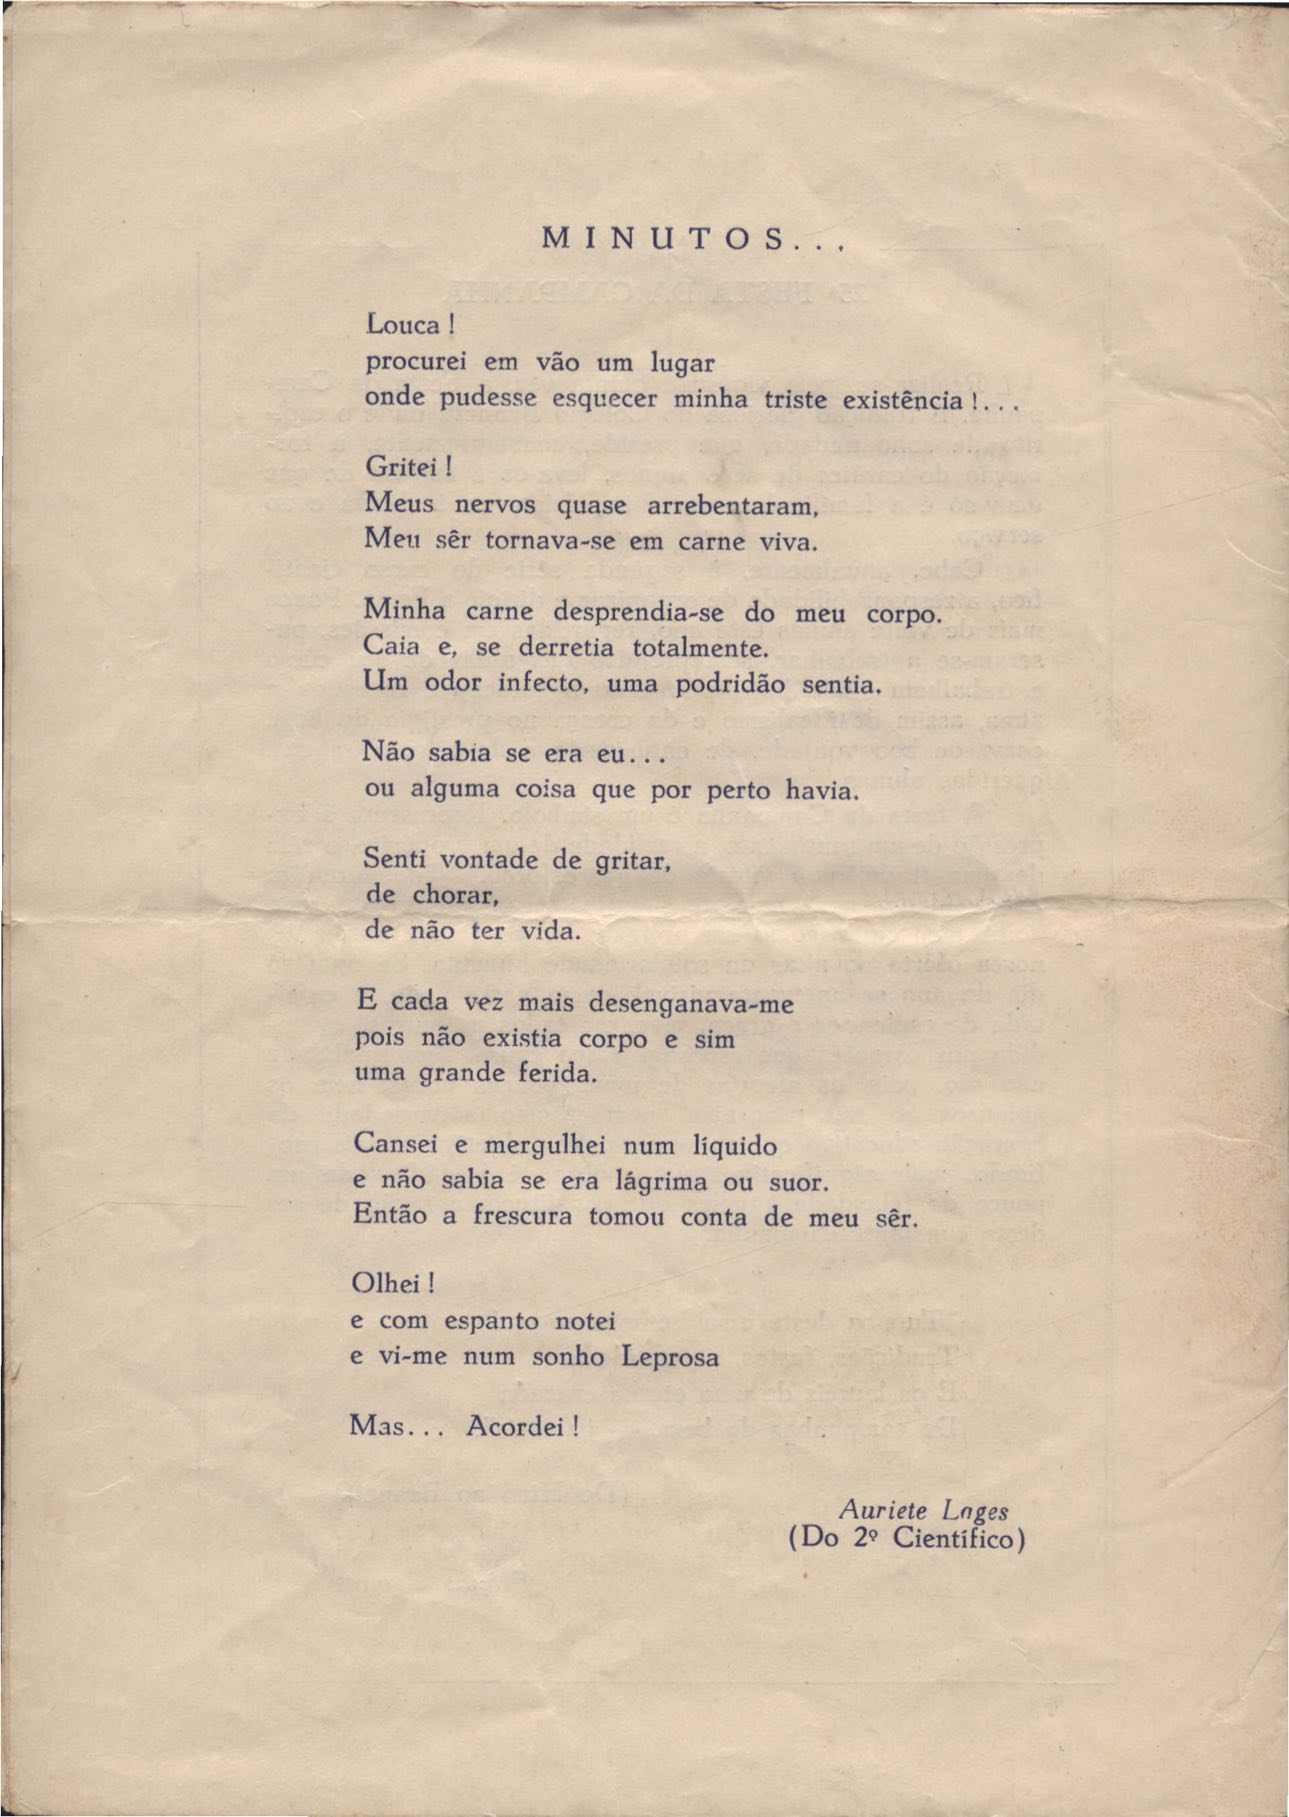 MINUTOS...
Louca !
procurei em vão um lugar
onde pudesse esquecer minha triste existência !...
Gritei !
Meus nervos quase arrebentaram,
Meu sêr tornava-se em carne viva.
Minha carne desprendia-se do meu corpo.
Caia e, se derretia totalmente.
Um odor infecto, uma podridão sentia.
Não sabia se era eu...
ou alguma coisa que por perto havia.
Senti vontade de gritar,
de chorar,
de não ter vida.
E cada vez mais desenganava-me
pois não existia corpo e sim
uma grande ferida.
Cansei e mergulhei num líquido
e não sabia se era lágrima ou suor.
Então a frescura tomou conta de meu sêr.
Olhei !
e com espanto notei
e vi-me num sonho Leprosa
Mas... Acordei !
Auriete Lages
(Do 2º Científico)